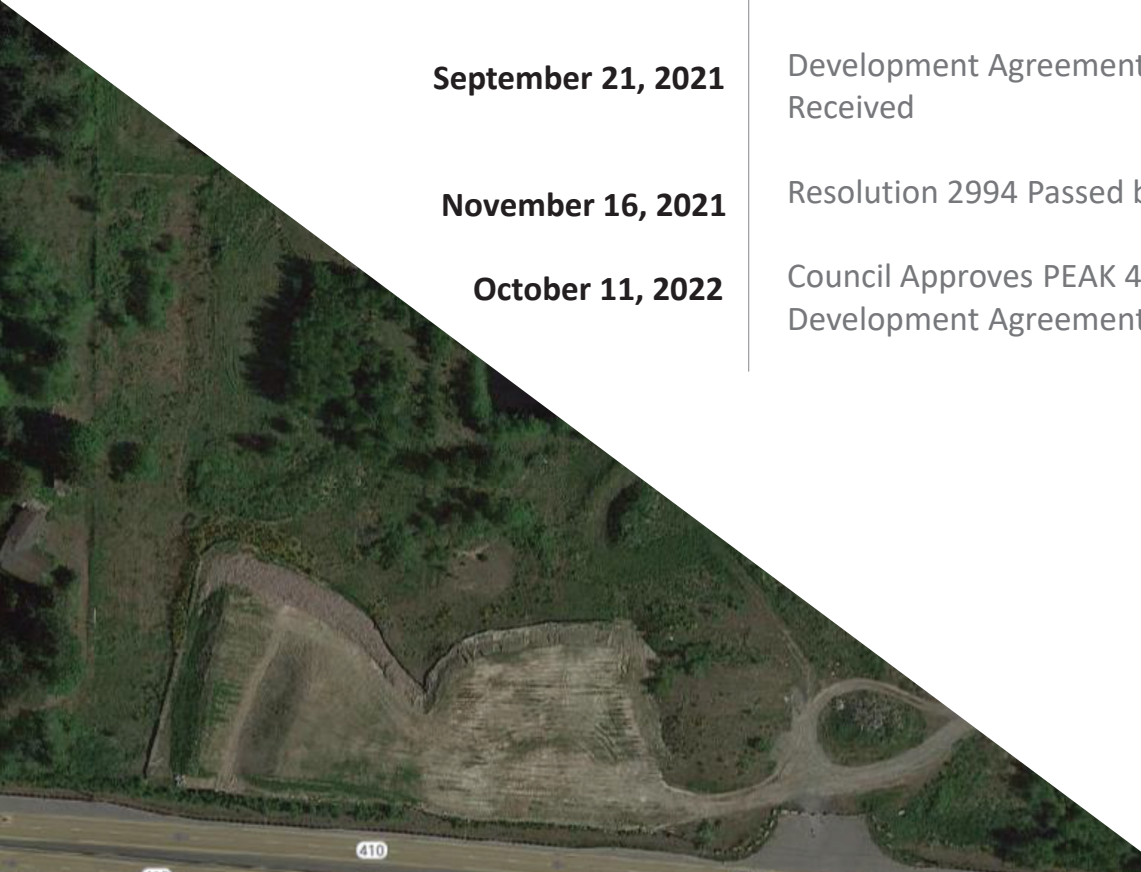 September 21, 2021
Development Agreement
Received
November 16, 2021
Resolution 2994 Passed
October 11, 2022
Council Approves PEAK
Development Agreement
410